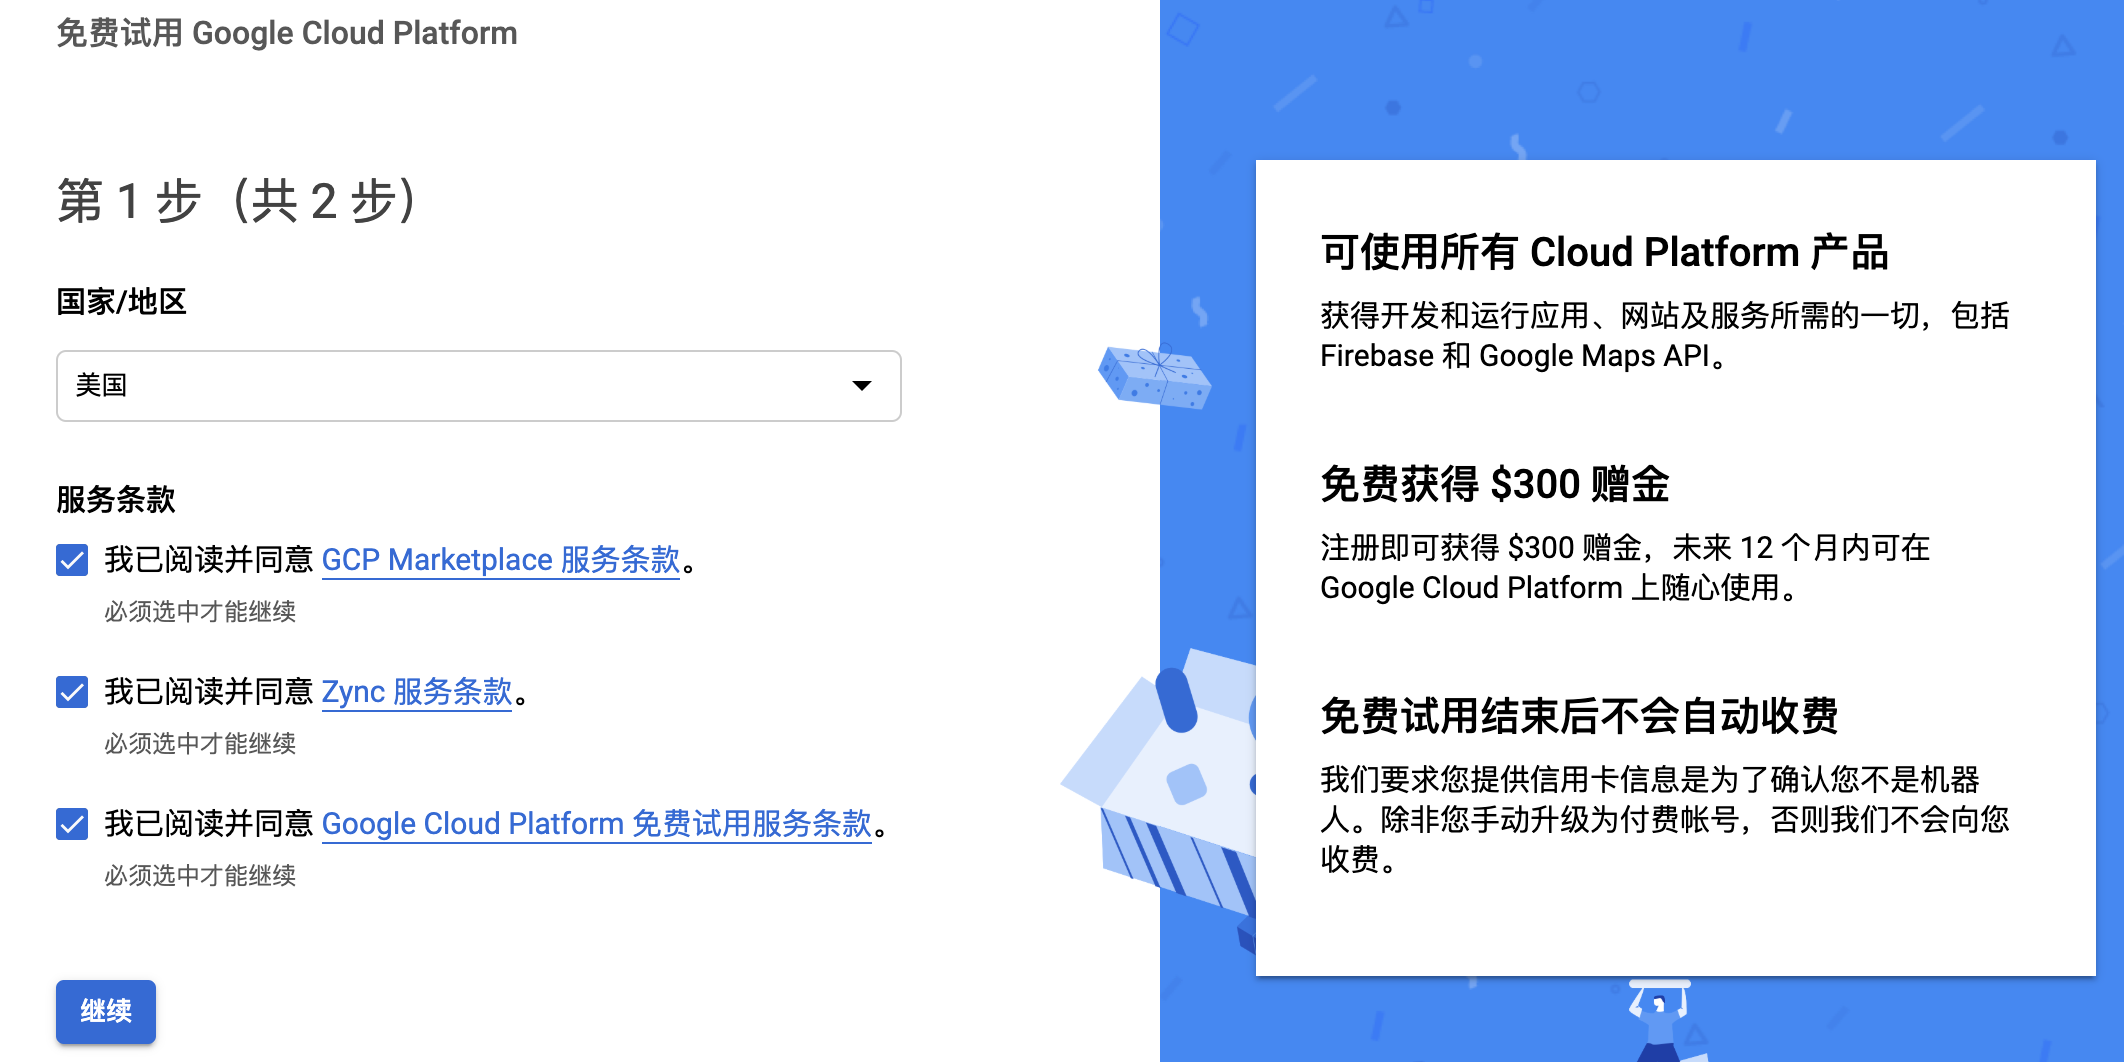 免费试用 Google Cloud Platform
第 1 步（共 2 步）
国家/地区
美国
服务条款
我已阅读并同意 GCP Marketplace 服务条款。
必须选中才能继续
我已阅读并同意 Zync 服务条款。
必须选中才能继续
我已阅读并同意 Google Cloud Platform 免费试用服务条款。
必须选中才能继续
继续
可使用所有 Cloud Platform 产品
获得开发和运行应用、网站及服务所需的一切，包括
Firebase 和 Google Maps API。
免费获得 $300 赠金
注册即可获得 $300 赠金，未来 12 个月内可在
Google Cloud Platform 上随心使用。
免费试用结束后不会自动收费
我们要求您提供信用卡信息是为了确认您不是机器
人。除非您手动升级为付费帐号，否则我们不会向您
收费。